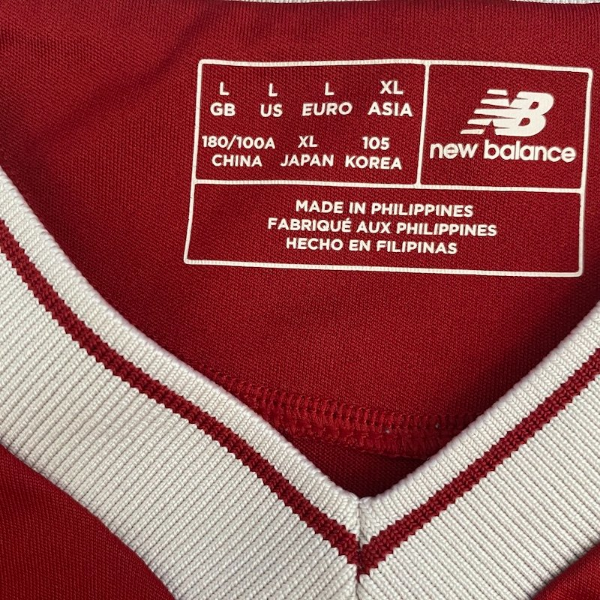 L L L XL
GB US EURO ASIA
180/100A XL 105
CHINA JAPAN KOREA
NB
new balance
MADE IN PHILIPPINES
FABRIQUÉ AUX PHILIPPINES
HECHO EN FILIPINAS